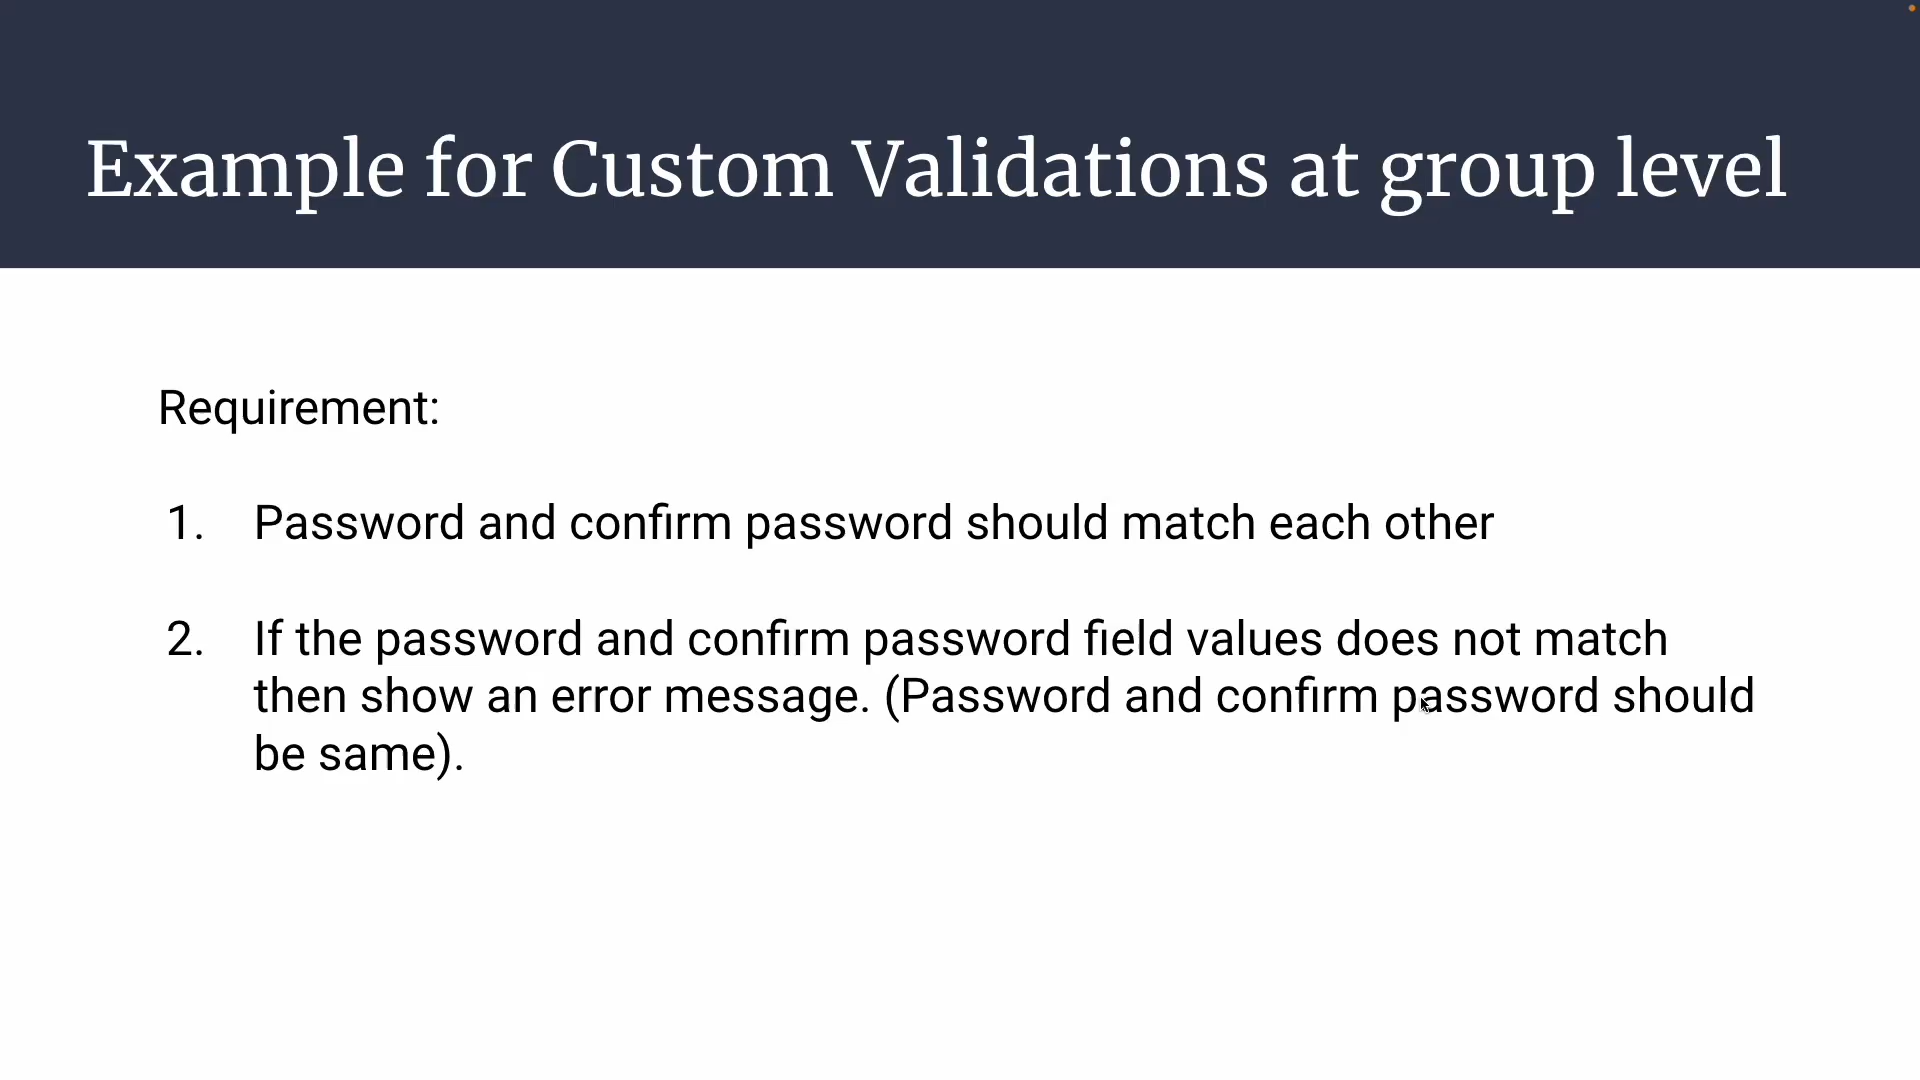 Example for Custom Validations at group level
Requirement:
1. Password and confirm password should match each other
2. If the password and confirm password field values does not match
then show an error message. (Password and confirm password should
be same).